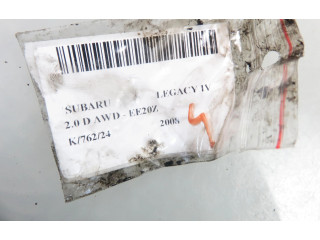 SUBARU LEGACY IV
2.0 D AWD - EE20Z 2008
K/762/24